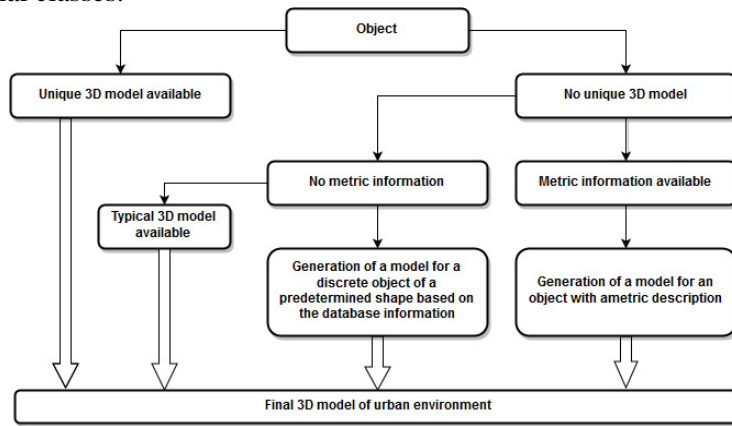 nal classes.
Object
Unique 3D model available
No unique 3D model
No metric information
Metric information available
Typical 3D model
available
Generation of a model for a
discrete object of a
predetermined shape based on
the database information
Generation of a model for an
object with ametric description
Final 3D model of urban environment